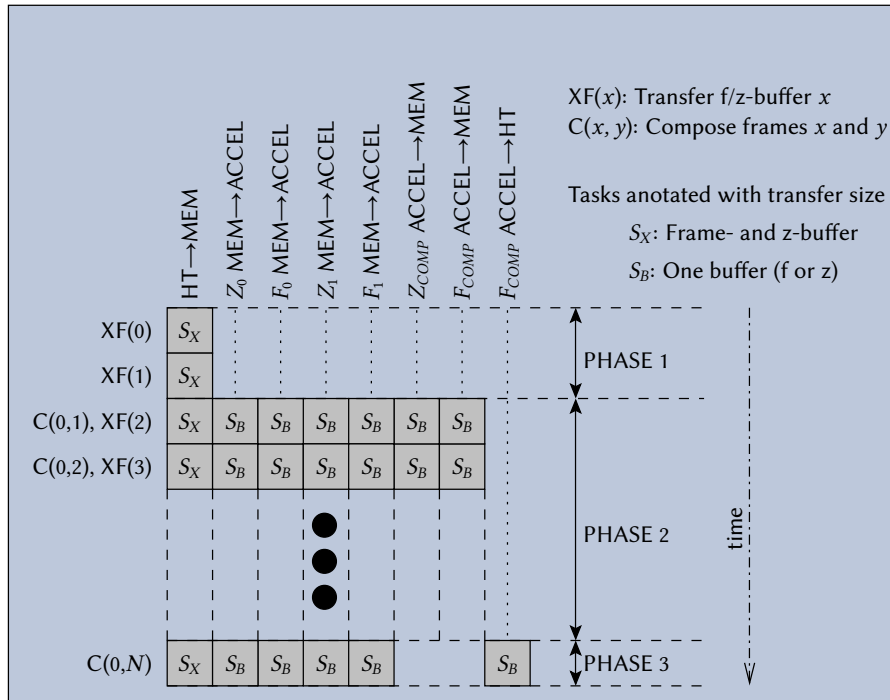 XF(x): Transfer f/z-buffer x
C(x, y): Compose frames x and y
Tasks anotated with transfer size
S_X: Frame- and z-buffer
S_B: One buffer (f or z)
HT→MEM
Z_0 MEM→ACCEL
F_0 MEM→ACCEL
Z_1 MEM→ACCEL
F_1 MEM→ACCEL
Z_COMP ACCEL→MEM
F_COMP ACCEL→MEM
F_COMP ACCEL→HT
XF(0) S_X
PHASE 1
XF(1) S_X
C(0,1), XF(2) S_X S_B S_B S_B S_B S_B S_B
C(0,2), XF(3) S_X S_B S_B S_B S_B S_B S_B
PHASE 2
time
C(0,N) S_X S_B S_B S_B S_B S_B PHASE 3